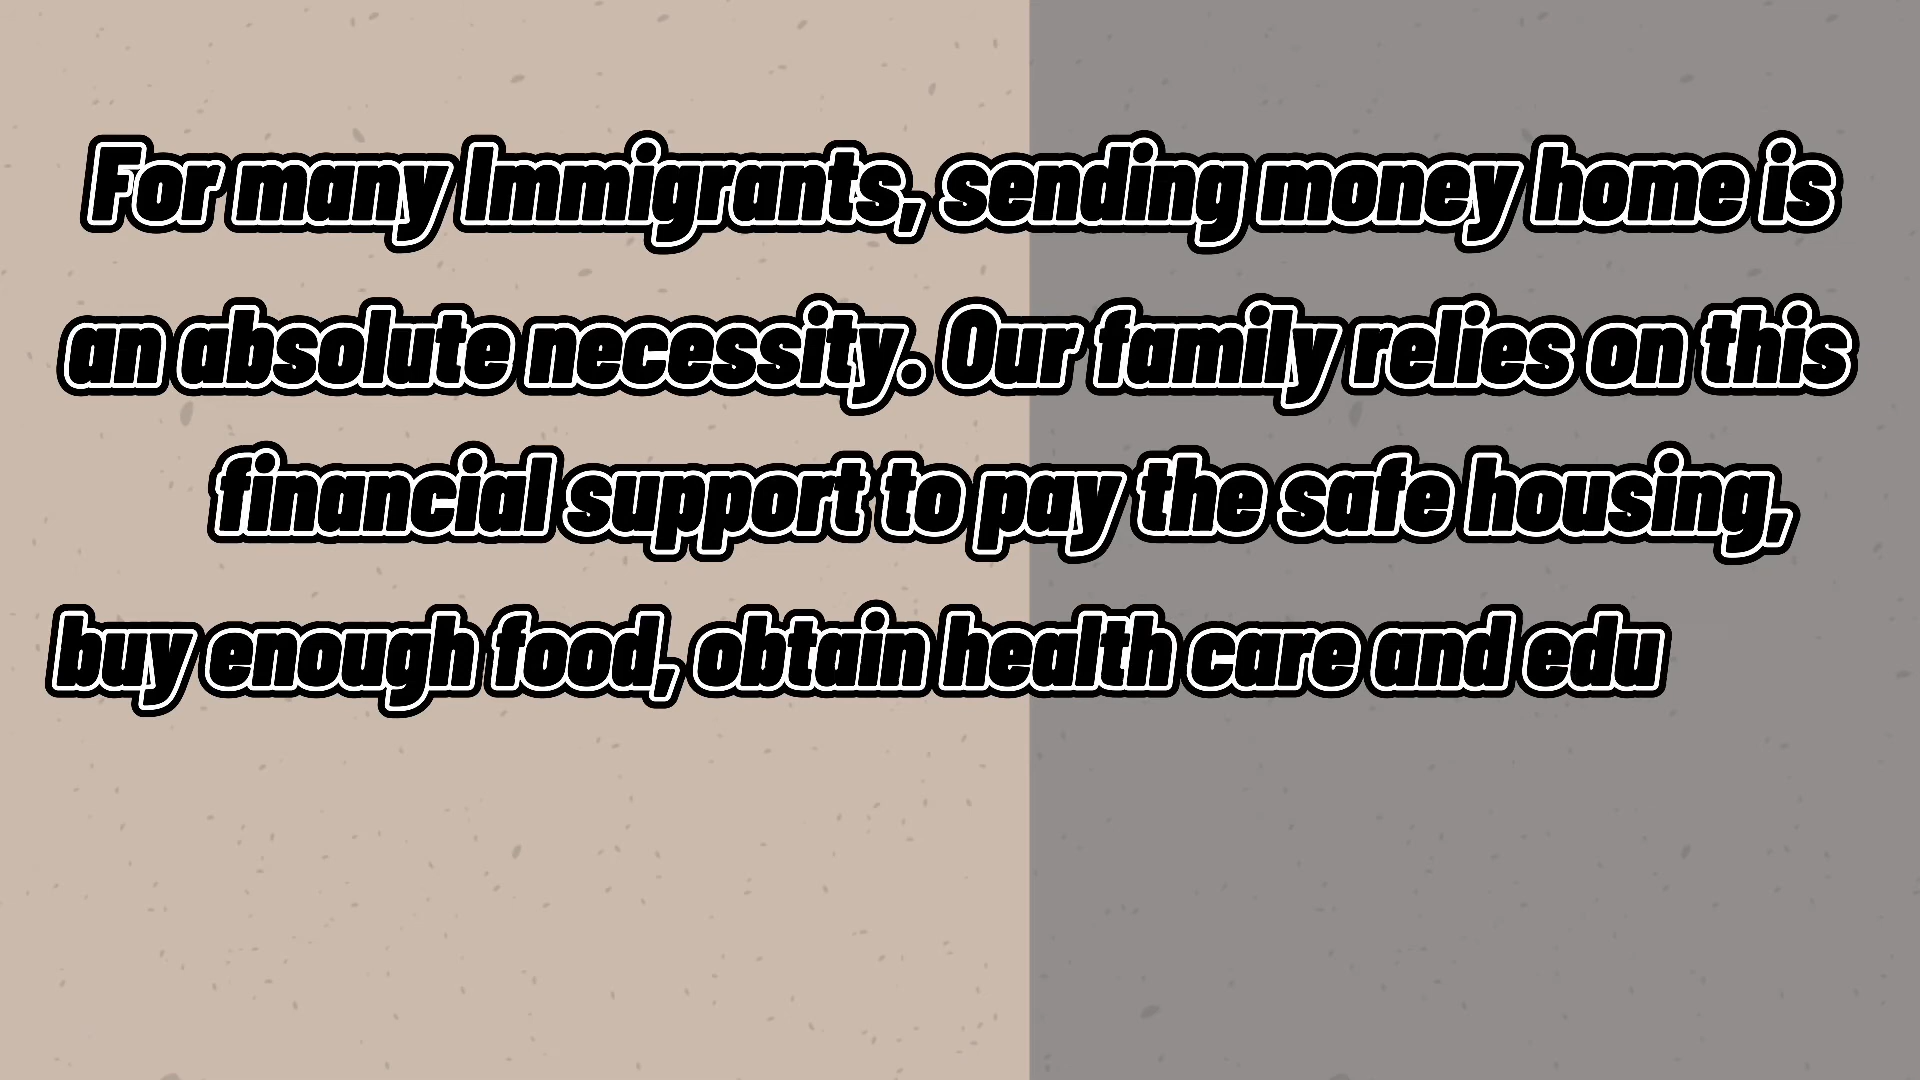 For many Immigrants, sending money home is
an absolute necessity. Our family relies on this
financial support to pay the safe housing,
buy enough food, obtain health care and edu